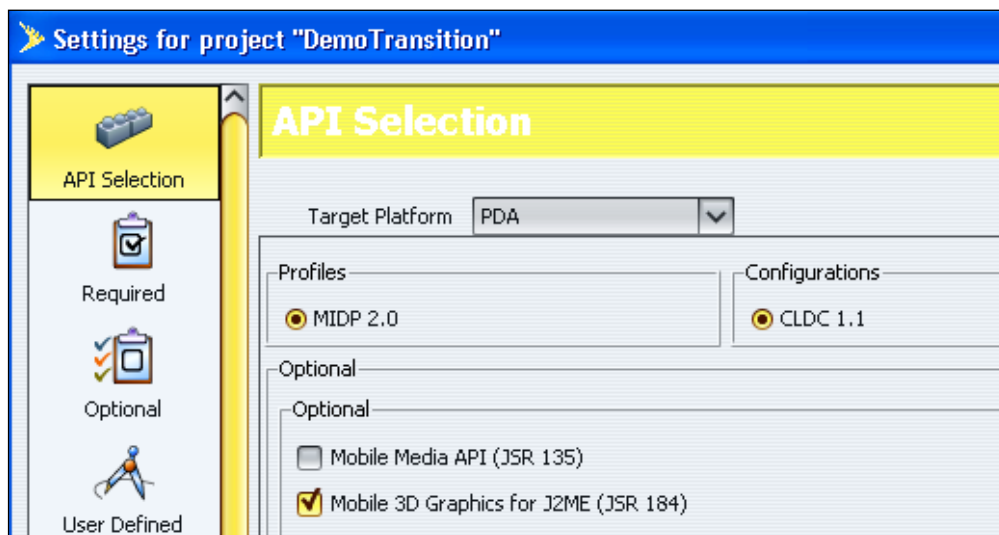 Settings for project "DemoTransition"
API Selection
Required
Optional
User Defined
API Selection
Target Platform PDA
Profiles
MIDP 2.0
Configurations
CLDC 1.1
Optional
Optional
Mobile Media API (JSR 135)
Mobile 3D Graphics for J2ME (JSR 184)